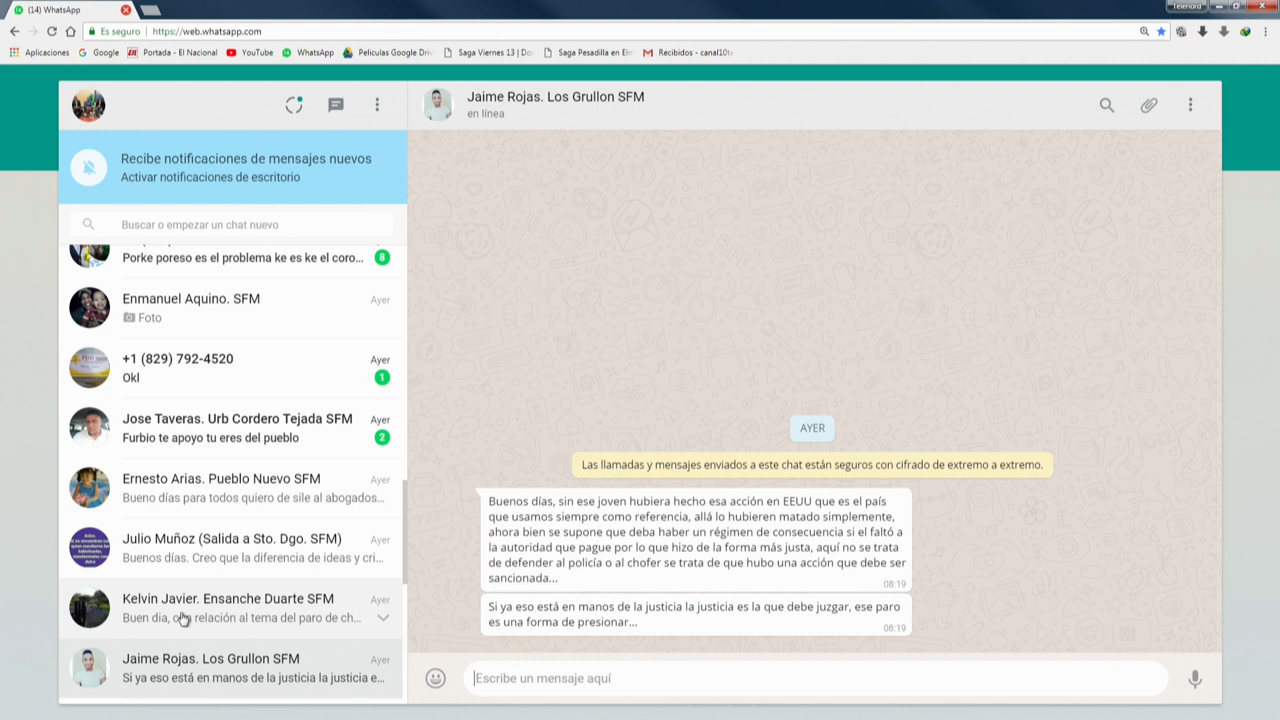 (14) WhatsApp
Telenord
Es seguro
https://web.whatsapp.com
Aplicaciones
Google
Portada - El Nacional
YouTube
WhatsApp
Peliculas Google Driv
Saga Viernes 13 | Do
Saga Pesadilla en El
Recibidos - canal10t
Jaime Rojas. Los Grullon SFM
en línea
Recibe notificaciones de mensajes nuevos
Activar notificaciones de escritorio
Buscar o empezar un chat nuevo
Porke poreso es el problema ke es ke el coro...
8
Enmanuel Aquino. SFM
Ayer
Foto
+1 (829) 792-4520
Ayer
Okl
1
Jose Taveras. Urb Cordero Tejada SFM
Ayer
Furbio te apoyo tu eres del pueblo
2
Ernesto Arias. Pueblo Nuevo SFM
Ayer
Bueno días para todos quiero de sile al abogados...
Julio Muñoz (Salida a Sto. Dgo. SFM)
Ayer
Buenos días. Creo que la diferencia de ideas y cri...
Kelvin Javier. Ensanche Duarte SFM
Ayer
Buen dia, con relación al tema del paro de ch...
Jaime Rojas. Los Grullon SFM
Ayer
Si ya eso está en manos de la justicia la justicia e...
AYER
Las llamadas y mensajes enviados a este chat están seguros con cifrado de extremo a extremo.
Buenos días, sin ese joven hubiera hecho esa acción en EEUU que es el país
que usamos siempre como referencia, allá lo hubieren matado simplemente,
ahora bien se supone que deba haber un régimen de consecuencia si el faltó a
la autoridad que pague por lo que hizo de la forma más justa, aquí no se trata
de defender al policía o al chofer se trata de que hubo una acción que debe ser
sancionada...
08:19
Si ya eso está en manos de la justicia la justicia es la que debe juzgar, ese paro
es una forma de presionar...
08:19
Escribe un mensaje aquí